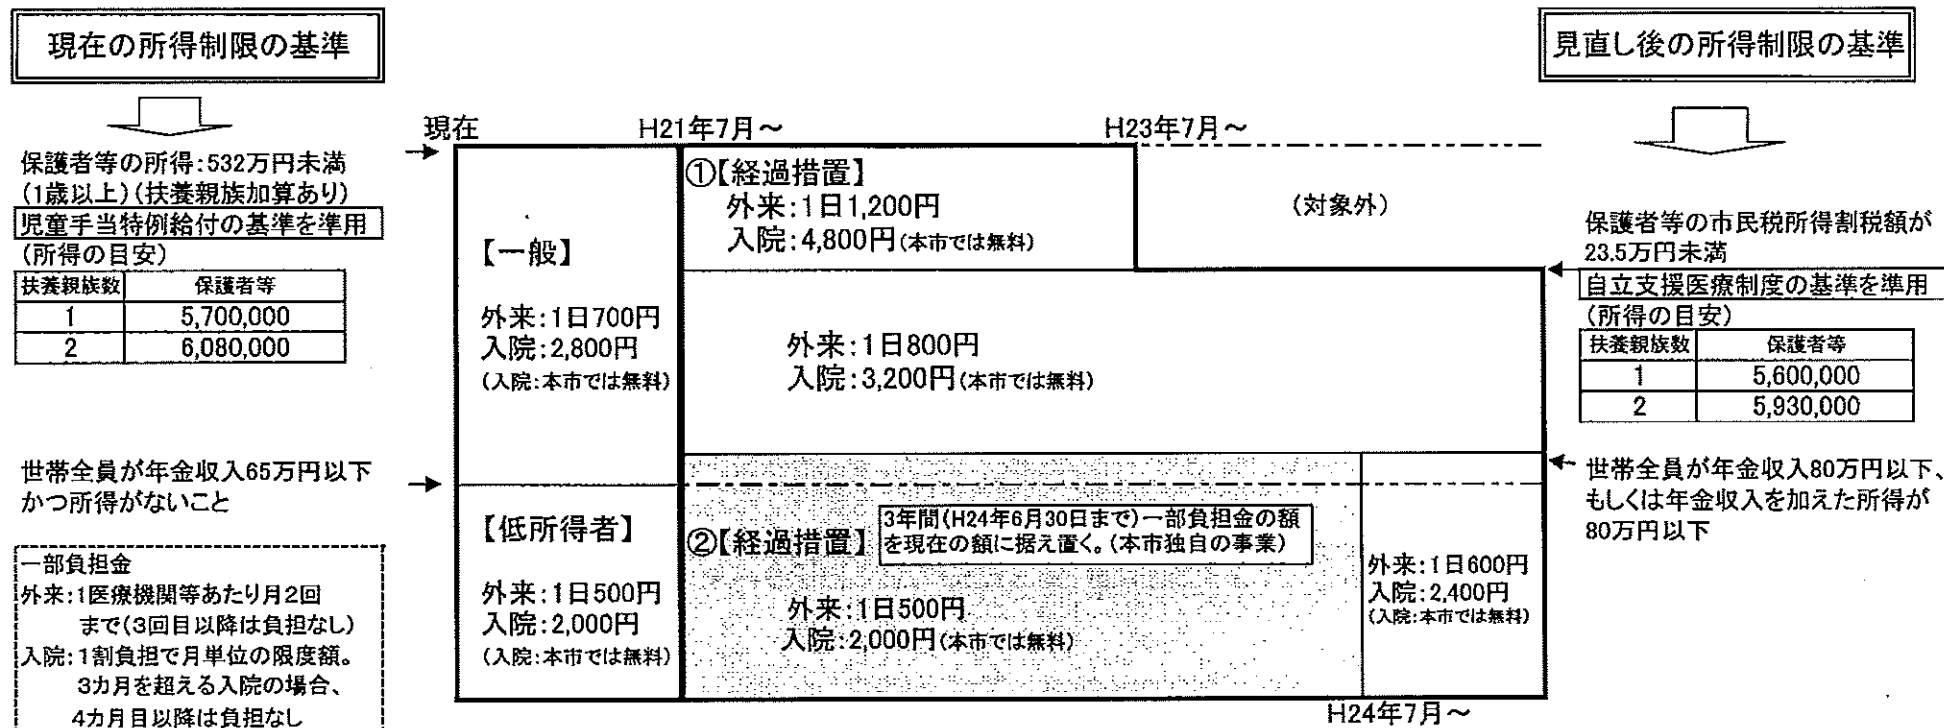 現在の所得制限の基準
保護者等の所得:532万円未満
(1歳以上)(扶養親族加算あり)
児童手当特例給付の基準を準用
(所得の目安)
扶養親族数 保護者等
1 5,700,000
2 6,080,000
世帯全員が年金収入65万円以下
かつ所得がないこと
一部負担金
外来:1医療機関等あたり月2回
まで(3回目以降は負担なし)
入院:1割負担で月単位の限度額。
3カ月を超える入院の場合、
4カ月目以降は負担なし
現在 H21年7月~ H23年7月~
【一般】
外来:1日700円
入院:2,800円
(入院:本市では無料)
【低所得者】
外来:1日500円
入院:2,000円
(入院:本市では無料)
①【経過措置】
外来:1日1,200円
入院:4,800円(本市では無料)
(対象外)
外来:1日800円
入院:3,200円(本市では無料)
②【経過措置】
3年間(H24年6月30日まで)一部負担金の額
を現在の額に据え置く。(本市独自の事業)
外来:1日500円
入院:2,000円(本市では無料)
外来:1日600円
入院:2,400円
(入院:本市では無料)
H24年7月~
見直し後の所得制限の基準
保護者等の市民税所得割税額が
23.5万円未満
自立支援医療制度の基準を準用
(所得の目安)
扶養親族数 保護者等
1 5,600,000
2 5,930,000
世帯全員が年金収入80万円以下、
もしくは年金収入を加えた所得が
80万円以下